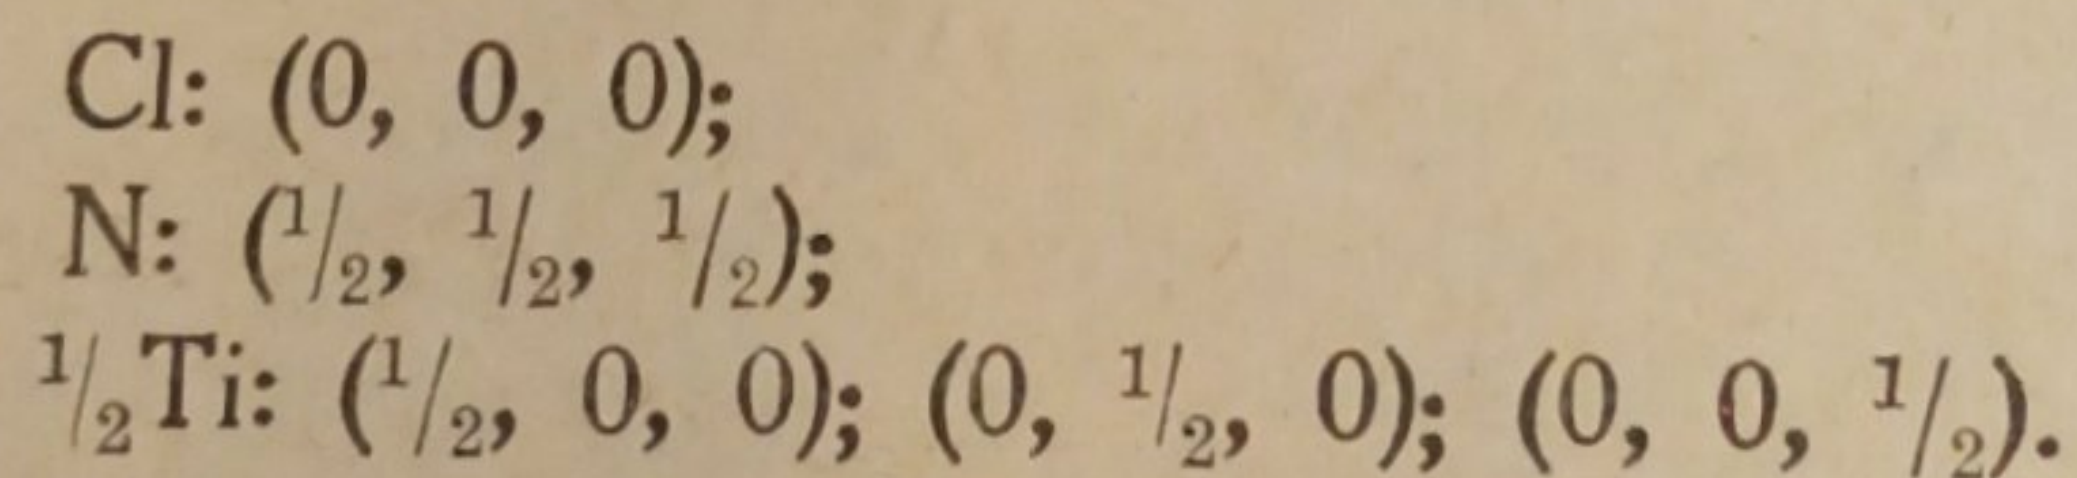 Cl: (0, 0, 0);
N: (1/2, 1/2, 1/2);
1/2Ti: (1/2, 0, 0); (0, 1/2, 0); (0, 0, 1/2).